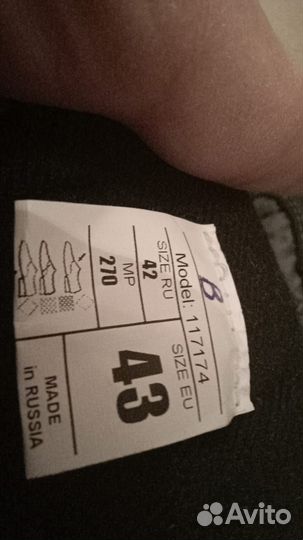 B
Model: 117174
SIZE RU
42
MP
270
SIZE EU
43
MADE
in RUSSIA
Avito